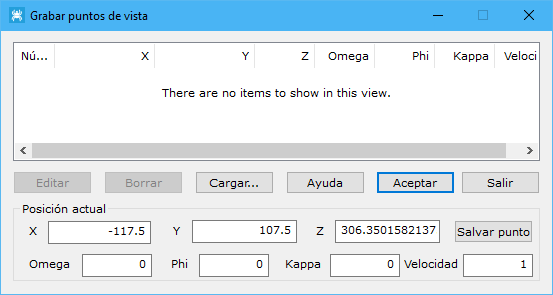 Grabar puntos de vista
Nú... X Y Z Omega Phi Kappa Veloci
There are no items to show in this view.
Editar Borrar Cargar... Ayuda Aceptar Salir
Posición actual
X -117.5 Y 107.5 Z 306.3501582137 Salvar punto
Omega 0 Phi 0 Kappa 0 Velocidad 1